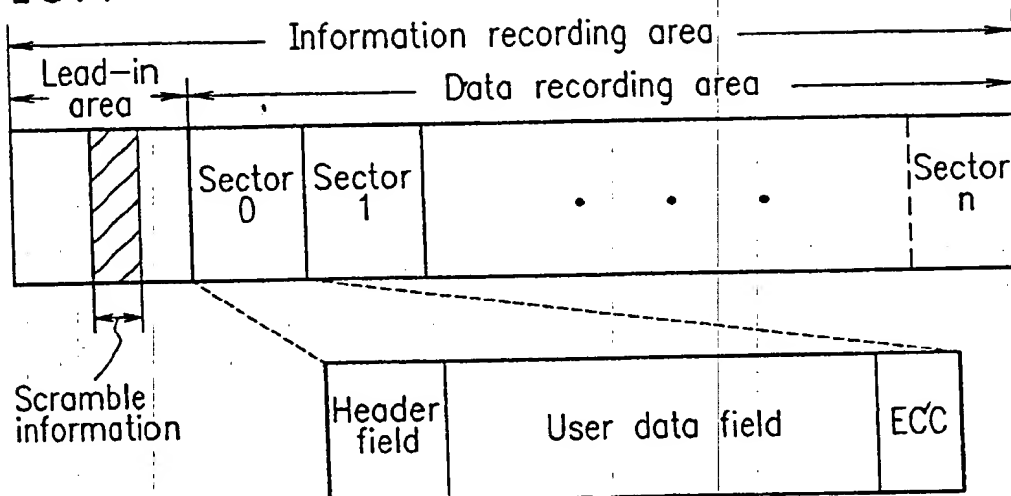 Information recording area
Lead-in
area
Data recording area
Sector
0
Sector
1
Sector
n
Scramble
information
Header
field
User data field
ECC